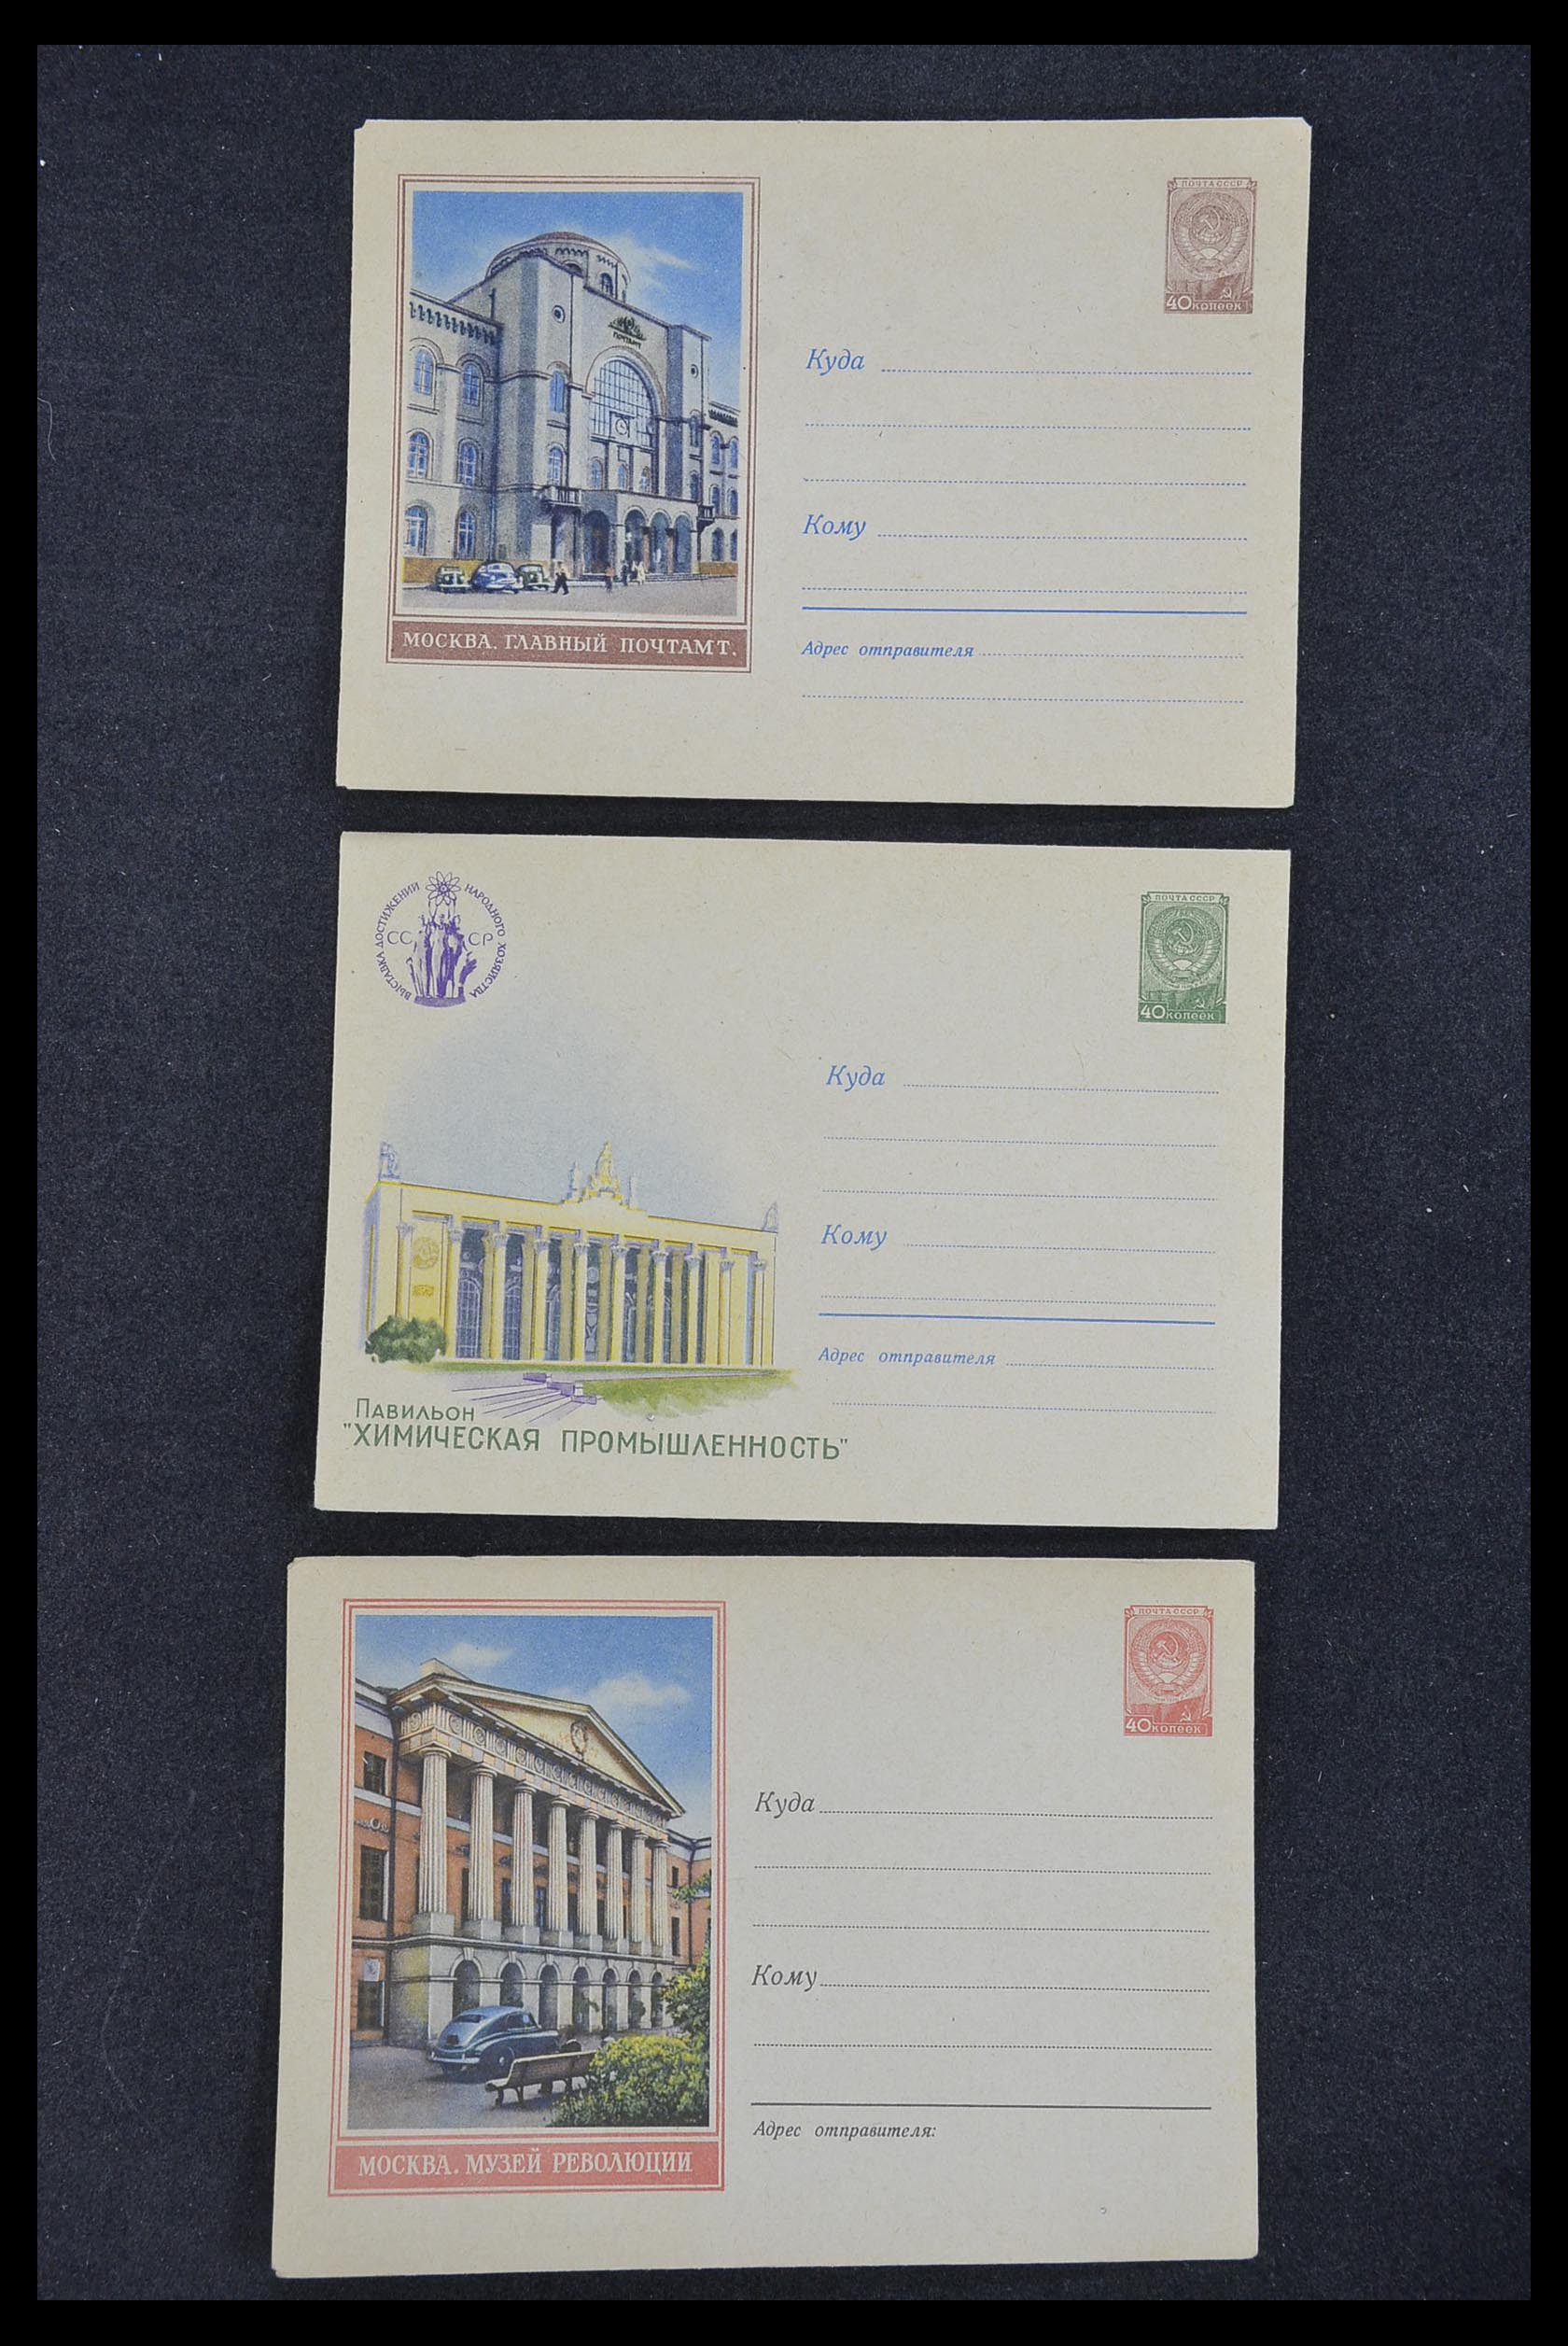 ПОЧТА СССР
40 копеек
Куда
Кому
Адрес отправителя
МОСКВА. ГЛАВНЫЙ ПОЧТАМТ.
ВЫСТАВКА ДОСТИЖЕНИЙ НАРОДНОГО ХОЗЯЙСТВА
СССР
ПОЧТА СССР
40 копеек
Куда
Кому
Адрес отправителя
Павильон
"ХИМИЧЕСКАЯ ПРОМЫШЛЕННОСТЬ"
ПОЧТА СССР
40 копеек
Куда
Кому
Адрес отправителя:
МОСКВА. МУЗЕЙ РЕВОЛЮЦИИ